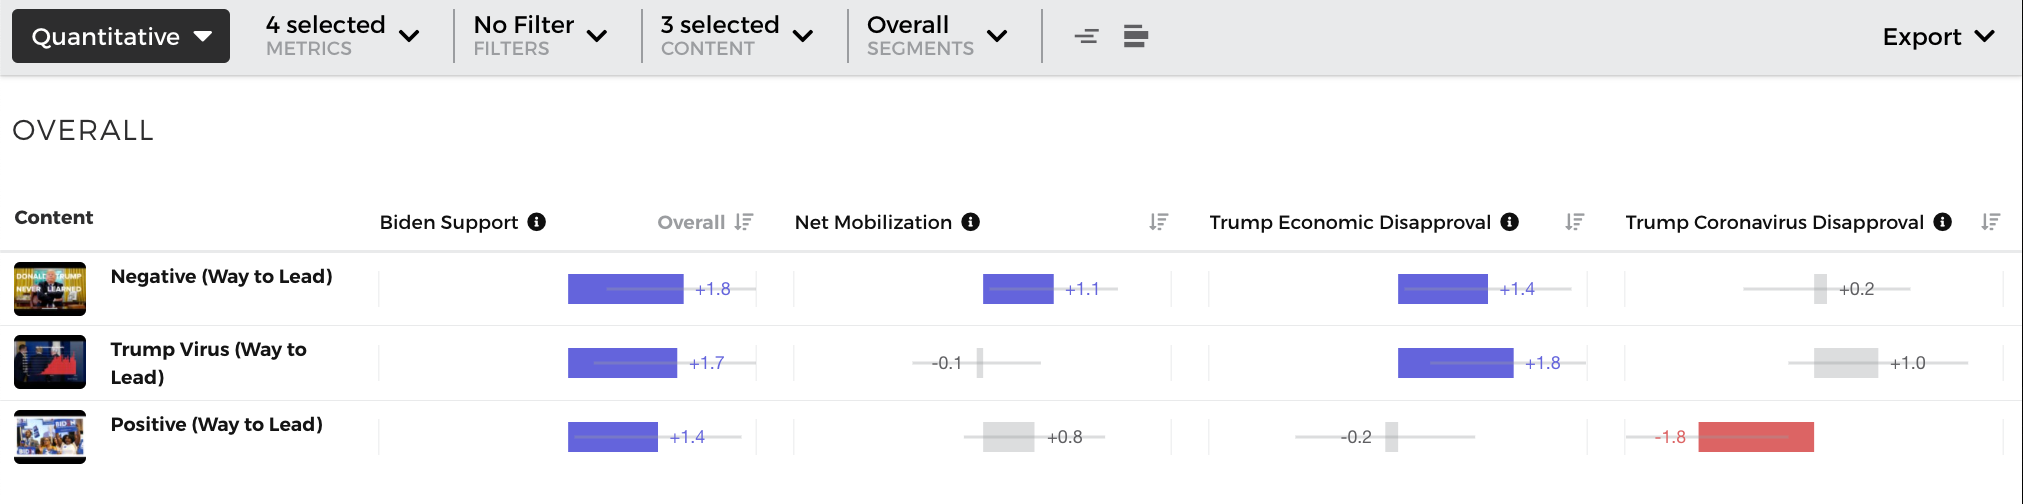 Quantitative
4 selected
METRICS
No Filter
FILTERS
3 selected
CONTENT
Overall
SEGMENTS
Export
OVERALL
Content
Biden Support
Overall
Net Mobilization
Trump Economic Disapproval
Trump Coronavirus Disapproval
DONALD TRUMP
NEVER LEARNED
Negative (Way to Lead)
+1.8
+1.1
+1.4
+0.2
Trump Virus (Way to
Lead)
+1.7
-0.1
+1.8
+1.0
Positive (Way to Lead)
+1.4
+0.8
-0.2
-1.8